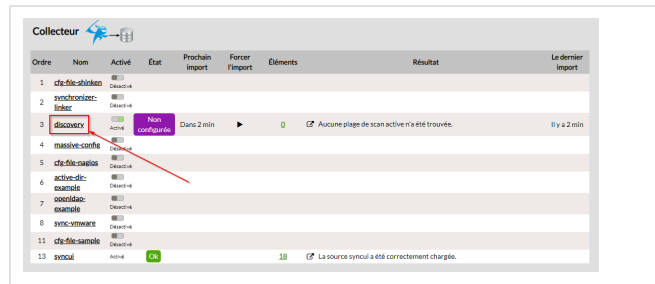 Collecteur
Ordre Nom Activé État Prochain import Forcer l'import Éléments Résultat Le dernier import
1 cfg-file-shinken Désactivé
2 synchronizer-linker Désactivé
3 discovery Activé Non configurée Dans 2 min 0 Aucune plage de scan active n'a été trouvée. Il y a 2 min
4 massive-config Désactivé
5 cfg-file-nagios Désactivé
6 active-dir-example Désactivé
7 openldap-example Désactivé
8 sync-vmware Désactivé
11 cfg-file-sample Désactivé
13 syncui Activé Ok 18 La source syncui a été correctement chargée.